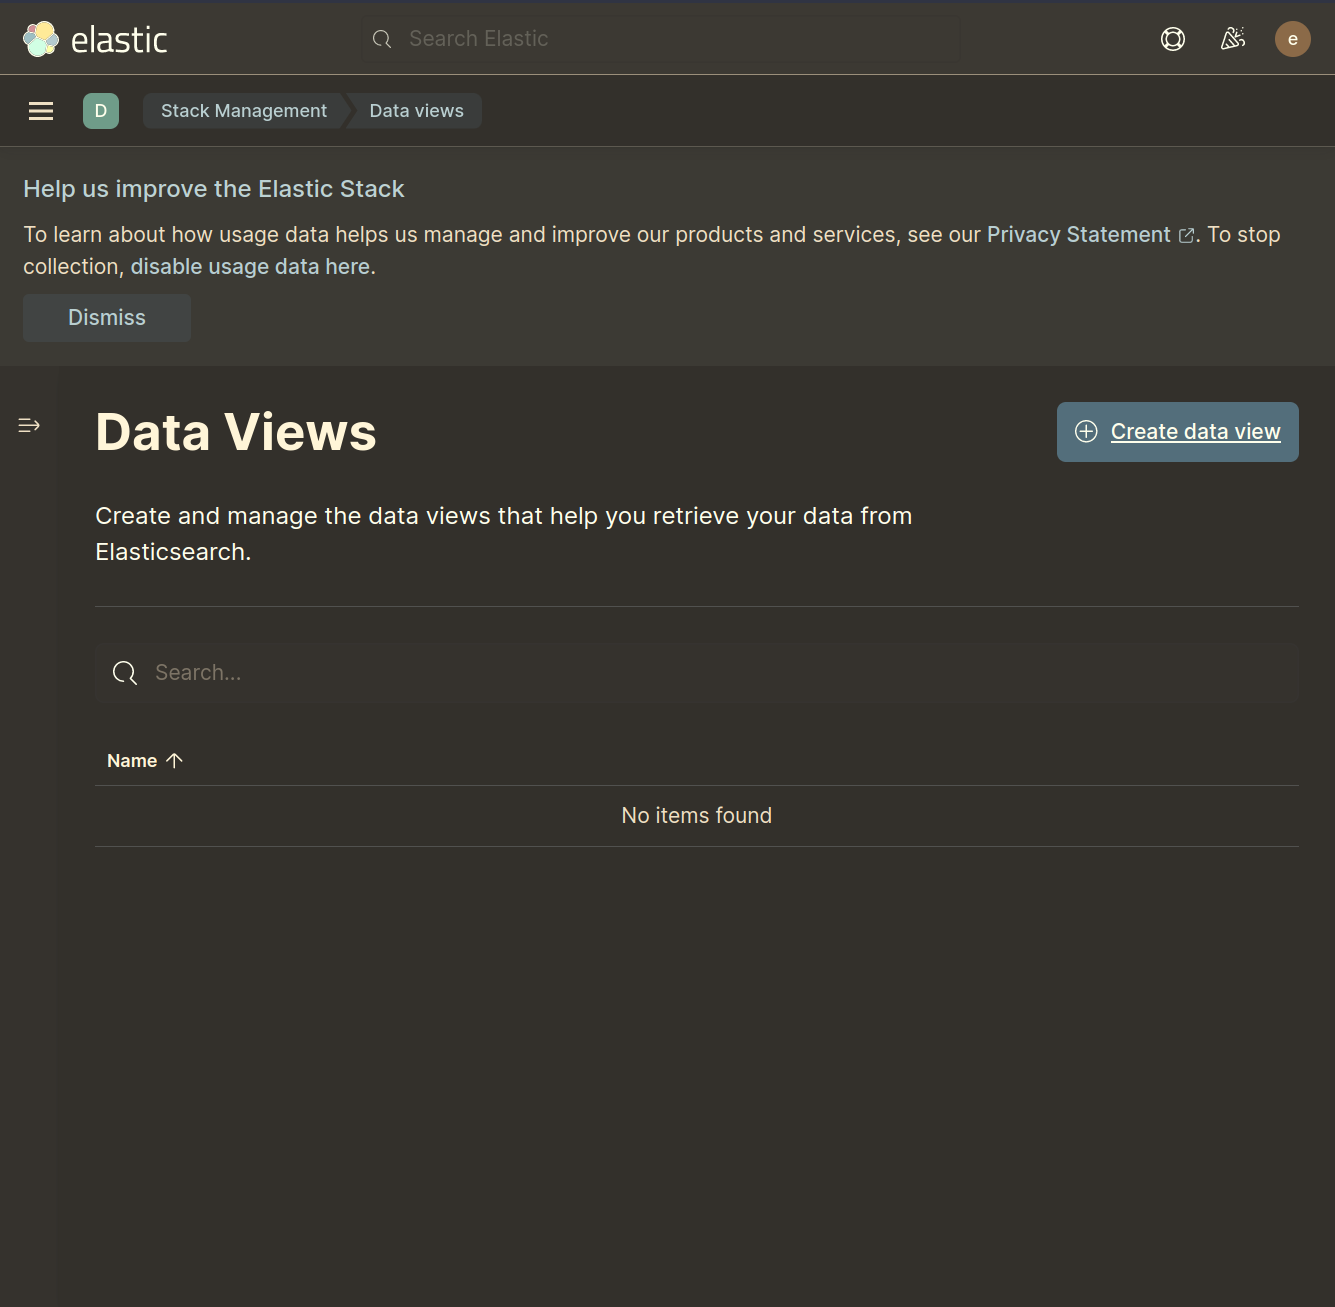 elastic
Search Elastic
e
D
Stack Management
Data views
Help us improve the Elastic Stack
To learn about how usage data helps us manage and improve our products and services, see our Privacy Statement . To stop
collection, disable usage data here.
Dismiss
Data Views
Create data view
Create and manage the data views that help you retrieve your data from
Elasticsearch.
Search...
Name
No items found